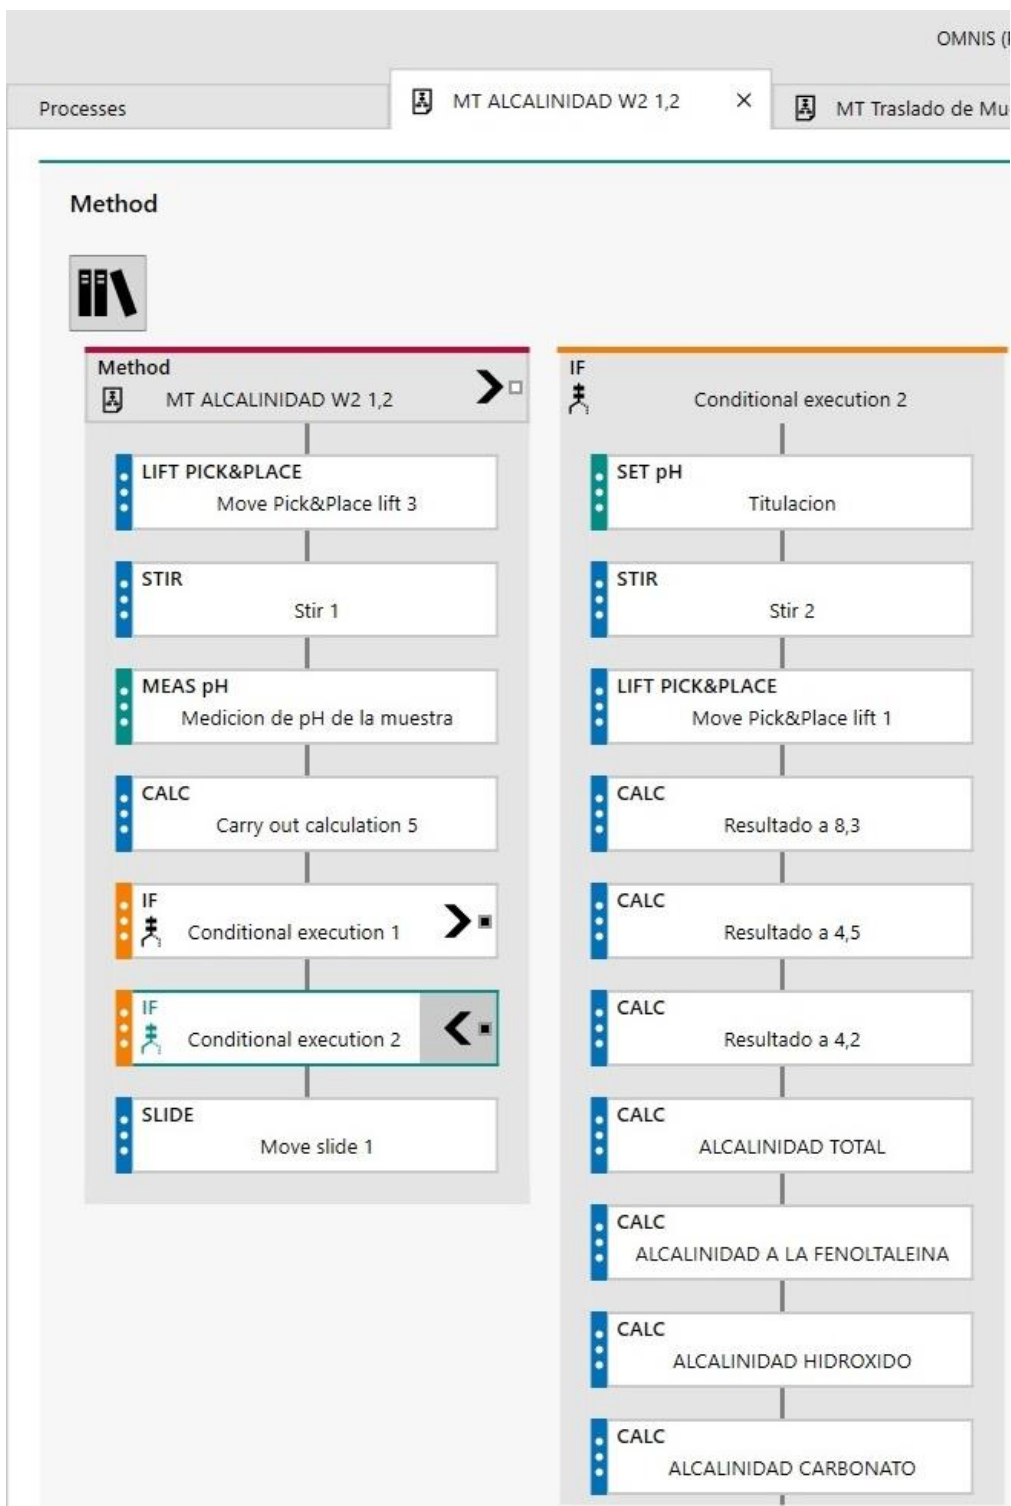 OMNIS (
Processes
MT ALCALINIDAD W2 1,2
MT Traslado de Mu
Method
Method
MT ALCALINIDAD W2 1,2
LIFT PICK&PLACE
Move Pick&Place lift 3
STIR
Stir 1
MEAS pH
Medicion de pH de la muestra
CALC
Carry out calculation 5
IF
Conditional execution 1
IF
Conditional execution 2
SLIDE
Move slide 1
IF
Conditional execution 2
SET pH
Titulacion
STIR
Stir 2
LIFT PICK&PLACE
Move Pick&Place lift 1
CALC
Resultado a 8,3
CALC
Resultado a 4,5
CALC
Resultado a 4,2
CALC
ALCALINIDAD TOTAL
CALC
ALCALINIDAD A LA FENOLTALEINA
CALC
ALCALINIDAD HIDROXIDO
CALC
ALCALINIDAD CARBONATO